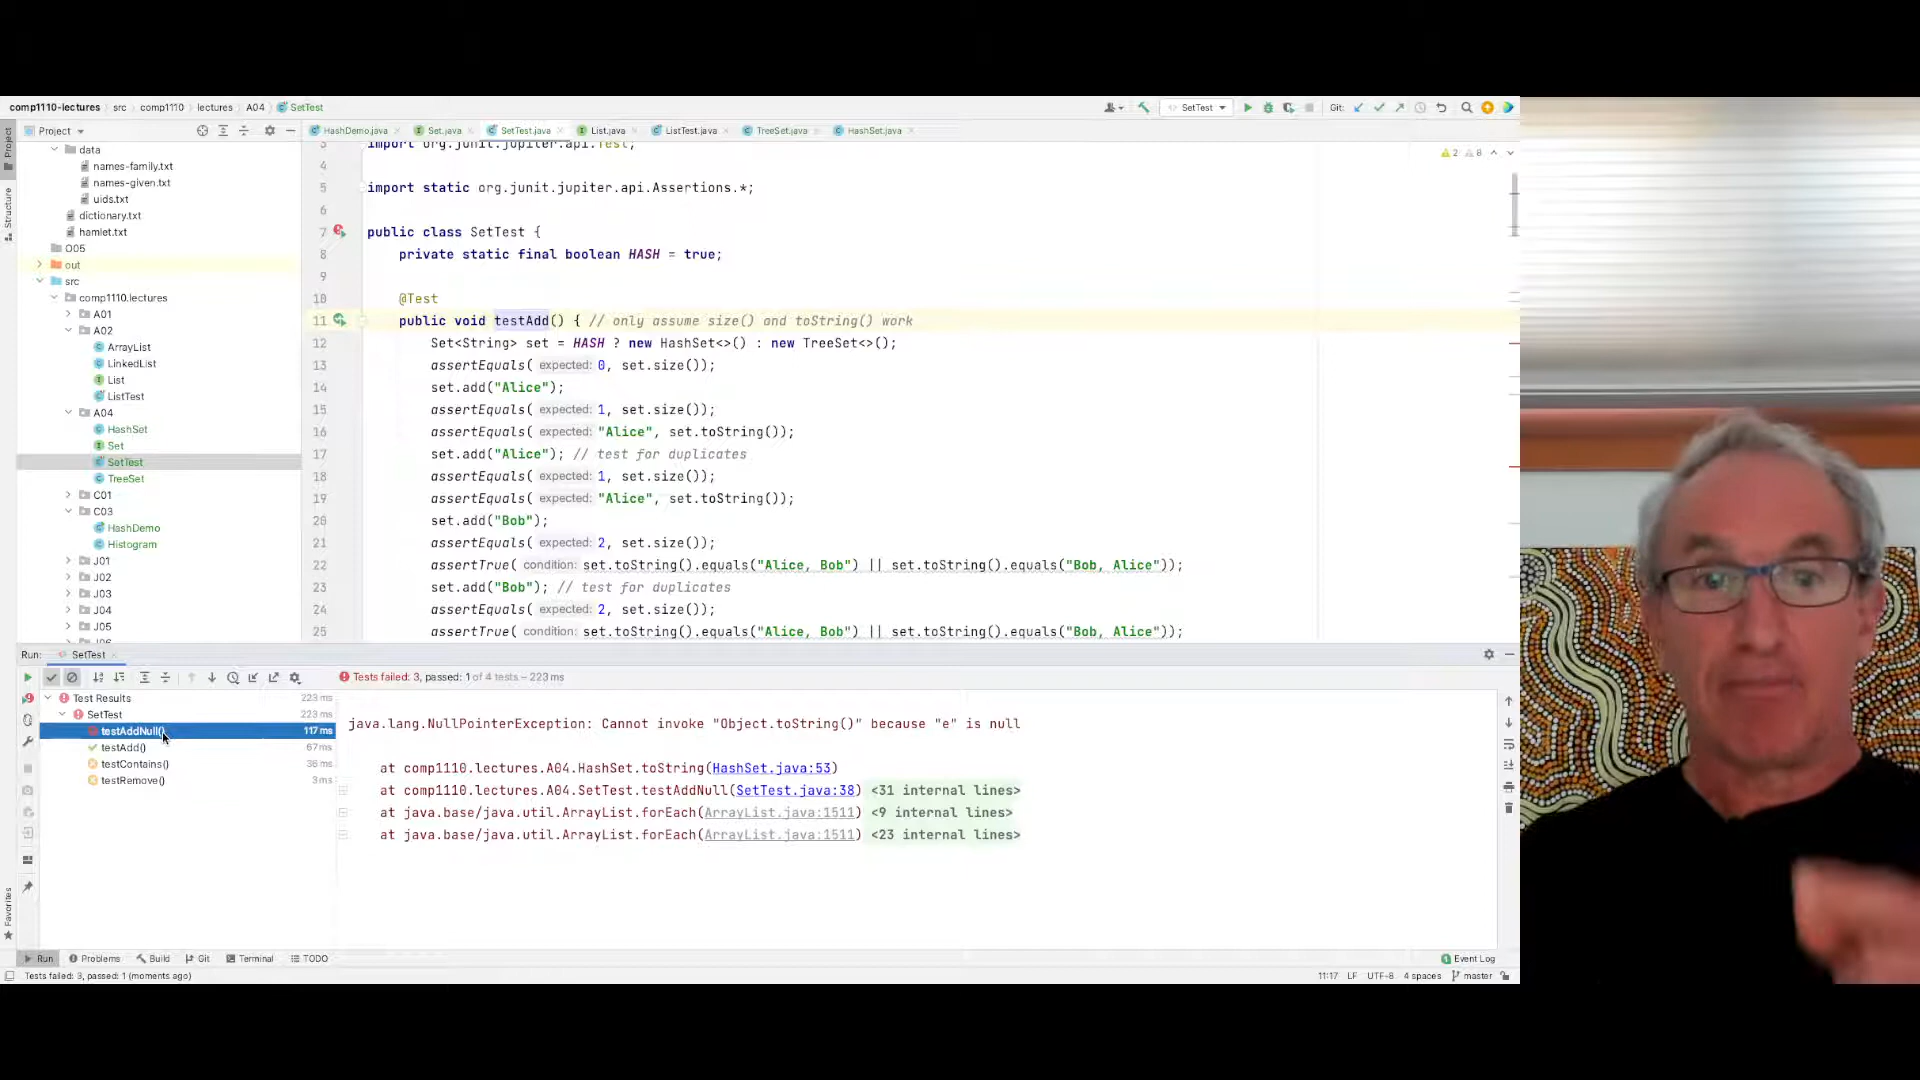 comp1110-lectures src comp1110 lectures A04 SetTest
SetTest Git:
Project HashDemo.java Set.java SetTest.java List.java ListTest.java TreeSet.java HashSet.java
Project
Structure
Favorites
data
names-family.txt
names-given.txt
uids.txt
dictionary.txt
hamlet.txt
O05
out
src
comp1110.lectures
A01
A02
ArrayList
LinkedList
List
ListTest
A04
HashSet
Set
SetTest
TreeSet
C01
C03
HashDemo
Histogram
J01
J02
J03
J04
J05
J06
2 8
3 import org.junit.jupiter.api.Test;
4
5 import static org.junit.jupiter.api.Assertions.*;
6
7 public class SetTest {
8 private static final boolean HASH = true;
9
10 @Test
11 public void testAdd() { // only assume size() and toString() work
12 Set<String> set = HASH ? new HashSet<>() : new TreeSet<>();
13 assertEquals( expected: 0, set.size());
14 set.add("Alice");
15 assertEquals( expected: 1, set.size());
16 assertEquals( expected: "Alice", set.toString());
17 set.add("Alice"); // test for duplicates
18 assertEquals( expected: 1, set.size());
19 assertEquals( expected: "Alice", set.toString());
20 set.add("Bob");
21 assertEquals( expected: 2, set.size());
22 assertTrue( condition: set.toString().equals("Alice, Bob") || set.toString().equals("Bob, Alice"));
23 set.add("Bob"); // test for duplicates
24 assertEquals( expected: 2, set.size());
25 assertTrue( condition: set.toString().equals("Alice, Bob") || set.toString().equals("Bob, Alice"));
Run: SetTest
Tests failed: 3, passed: 1 of 4 tests – 223 ms
Test Results 223 ms
SetTest 223 ms
testAddNull() 117 ms
testAdd() 67 ms
testContains() 36 ms
testRemove() 3 ms
java.lang.NullPointerException: Cannot invoke "Object.toString()" because "e" is null
at comp1110.lectures.A04.HashSet.toString(HashSet.java:53)
at comp1110.lectures.A04.SetTest.testAddNull(SetTest.java:38) <31 internal lines>
at java.base/java.util.ArrayList.forEach(ArrayList.java:1511) <9 internal lines>
at java.base/java.util.ArrayList.forEach(ArrayList.java:1511) <23 internal lines>
Run Problems Build Git Terminal TODO Event Log
Tests failed: 3, passed: 1 (moments ago) 11:17 LF UTF-8 4 spaces master